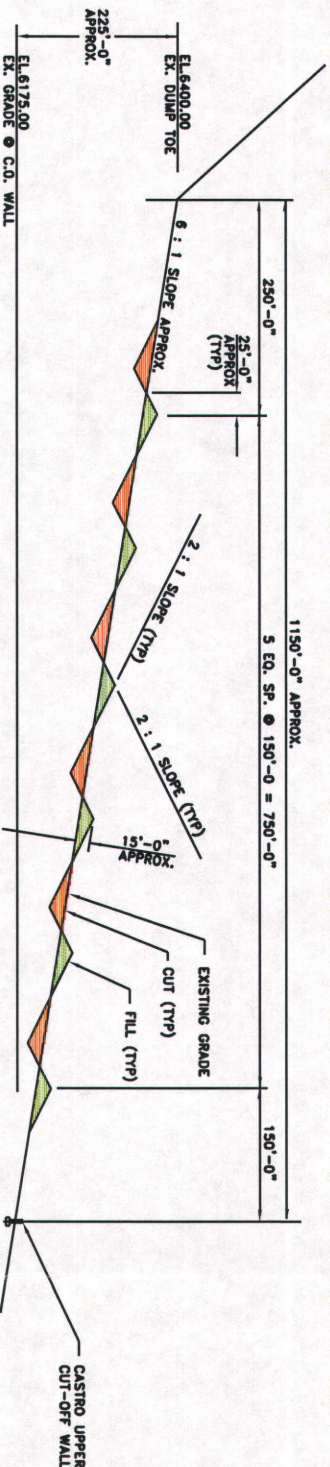 1150'-0" APPROX.
250'-0"
5 EQ. SP. @ 150'-0 = 750'-0"
150'-0"
25'-0"
APPROX
(TYP)
EL.6400.00
EX. DUMP TOE
225'-0"
APPROX.
6 : 1 SLOPE APPROX.
2 : 1 SLOPE (TYP)
2 : 1 SLOPE (TYP)
15'-0"
APPROX.
EXISTING GRADE
CUT (TYP)
FILL (TYP)
EL.6175.00
EX. GRADE @ C.O. WALL
CASTRO UPPER
CUT-OFF WALL